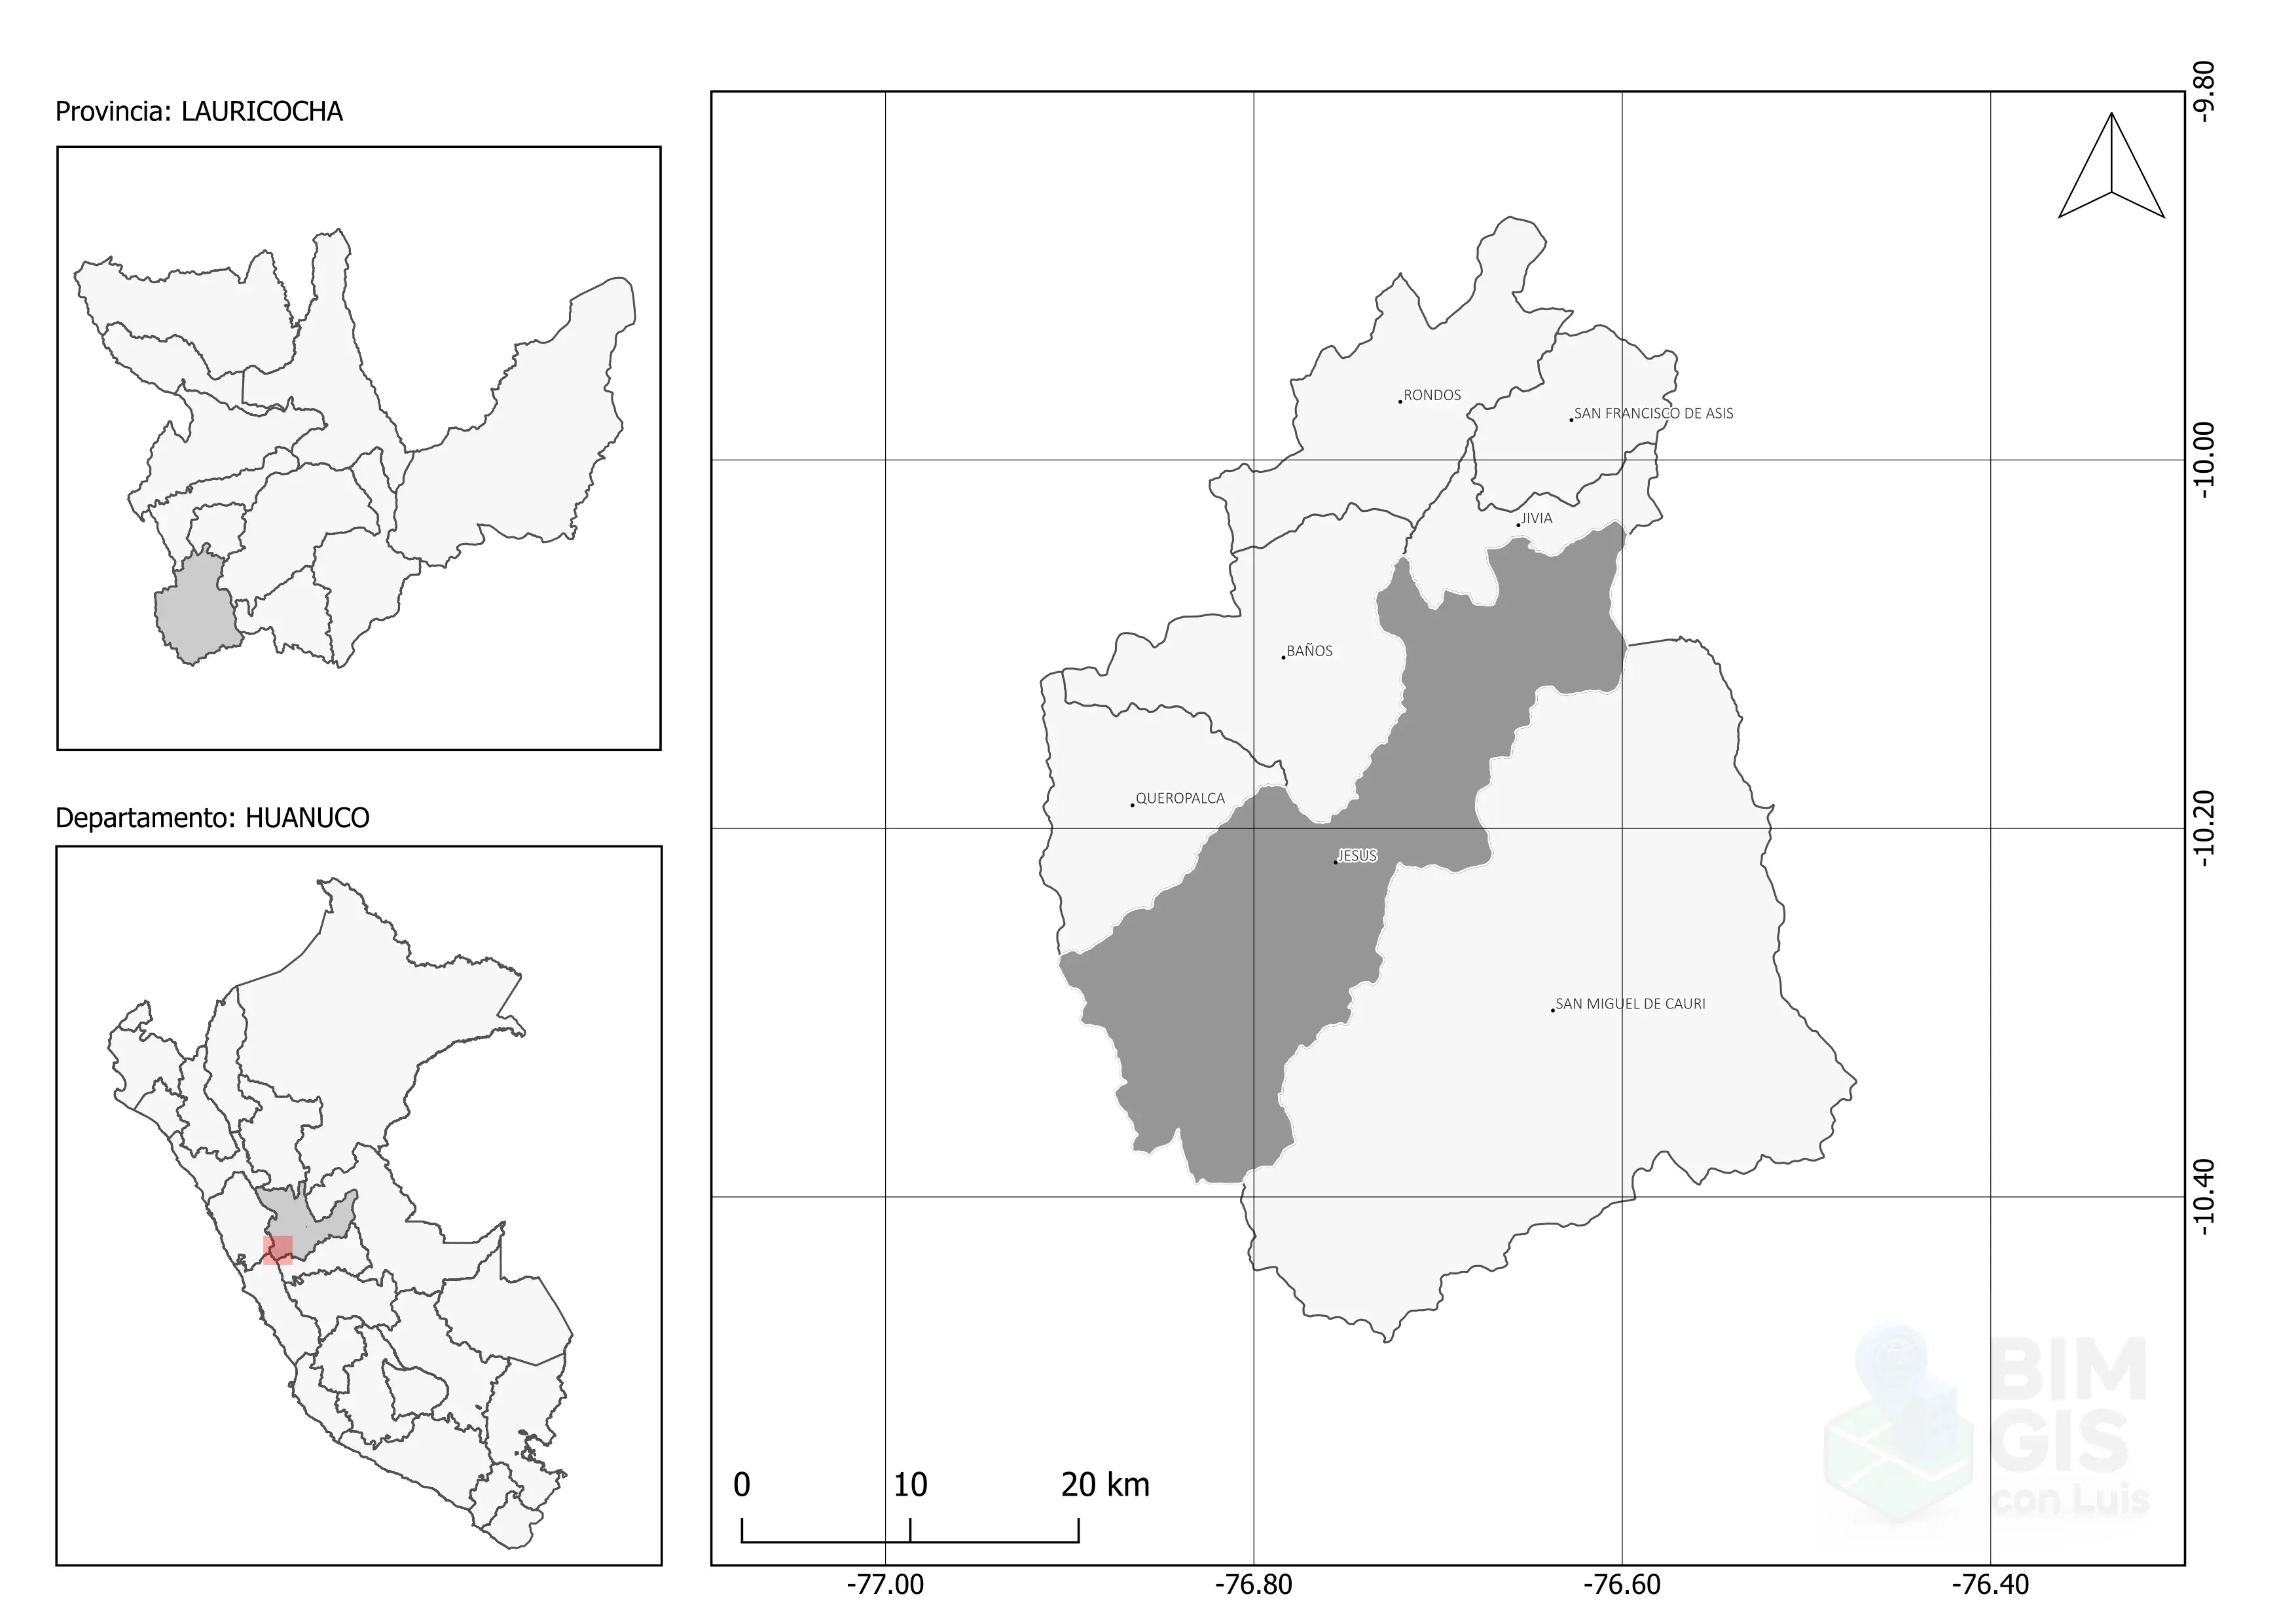 Provincia: LAURICOCHA
Departamento: HUANUCO
RONDOS
SAN FRANCISCO DE ASIS
JIVIA
BAÑOS
QUEROPALCA
JESUS
SAN MIGUEL DE CAURI
-9.80
-10.00
-10.20
-10.40
0 10 20 km
BIM
GIS
con Luis
-77.00 -76.80 -76.60 -76.40